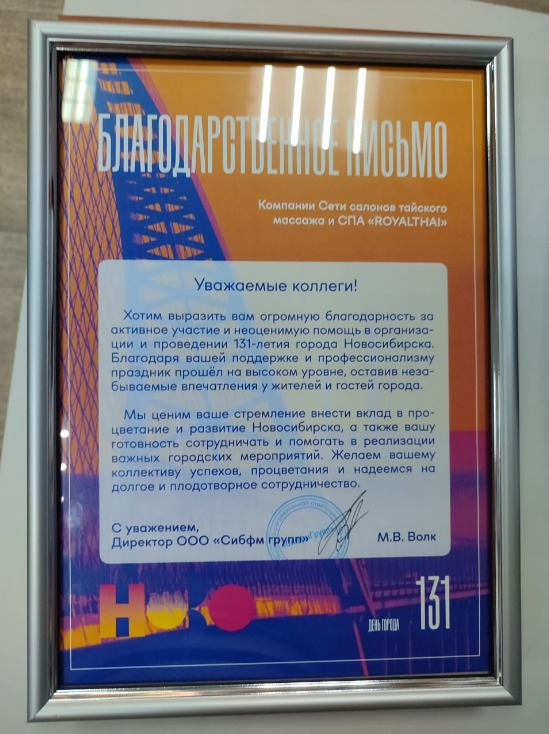 БЛАГОДАРСТВЕННОЕ ПИСЬМО
Компании Сети салонов тайского
массажа и СПА «ROYALTHAI»
Уважаемые коллеги!
Хотим выразить вам огромную благодарность за
активное участие и неоценимую помощь в организа-
ции и проведении 131-летия города Новосибирска.
Благодаря вашей поддержке и профессионализму
праздник прошёл на высоком уровне, оставив неза-
бываемые впечатления у жителей и гостей города.
Мы ценим ваше стремление внести вклад в про-
цветание и развитие Новосибирска, а также вашу
готовность сотрудничать и помогать в реализации
важных городских мероприятий. Желаем вашему
коллективу успехов, процветания и надеемся на
долгое и плодотворное сотрудничество.
С уважением,
Директор ООО «Сибфм групп»
М.В. Волк
ДЕНЬ ГОРОДА
131